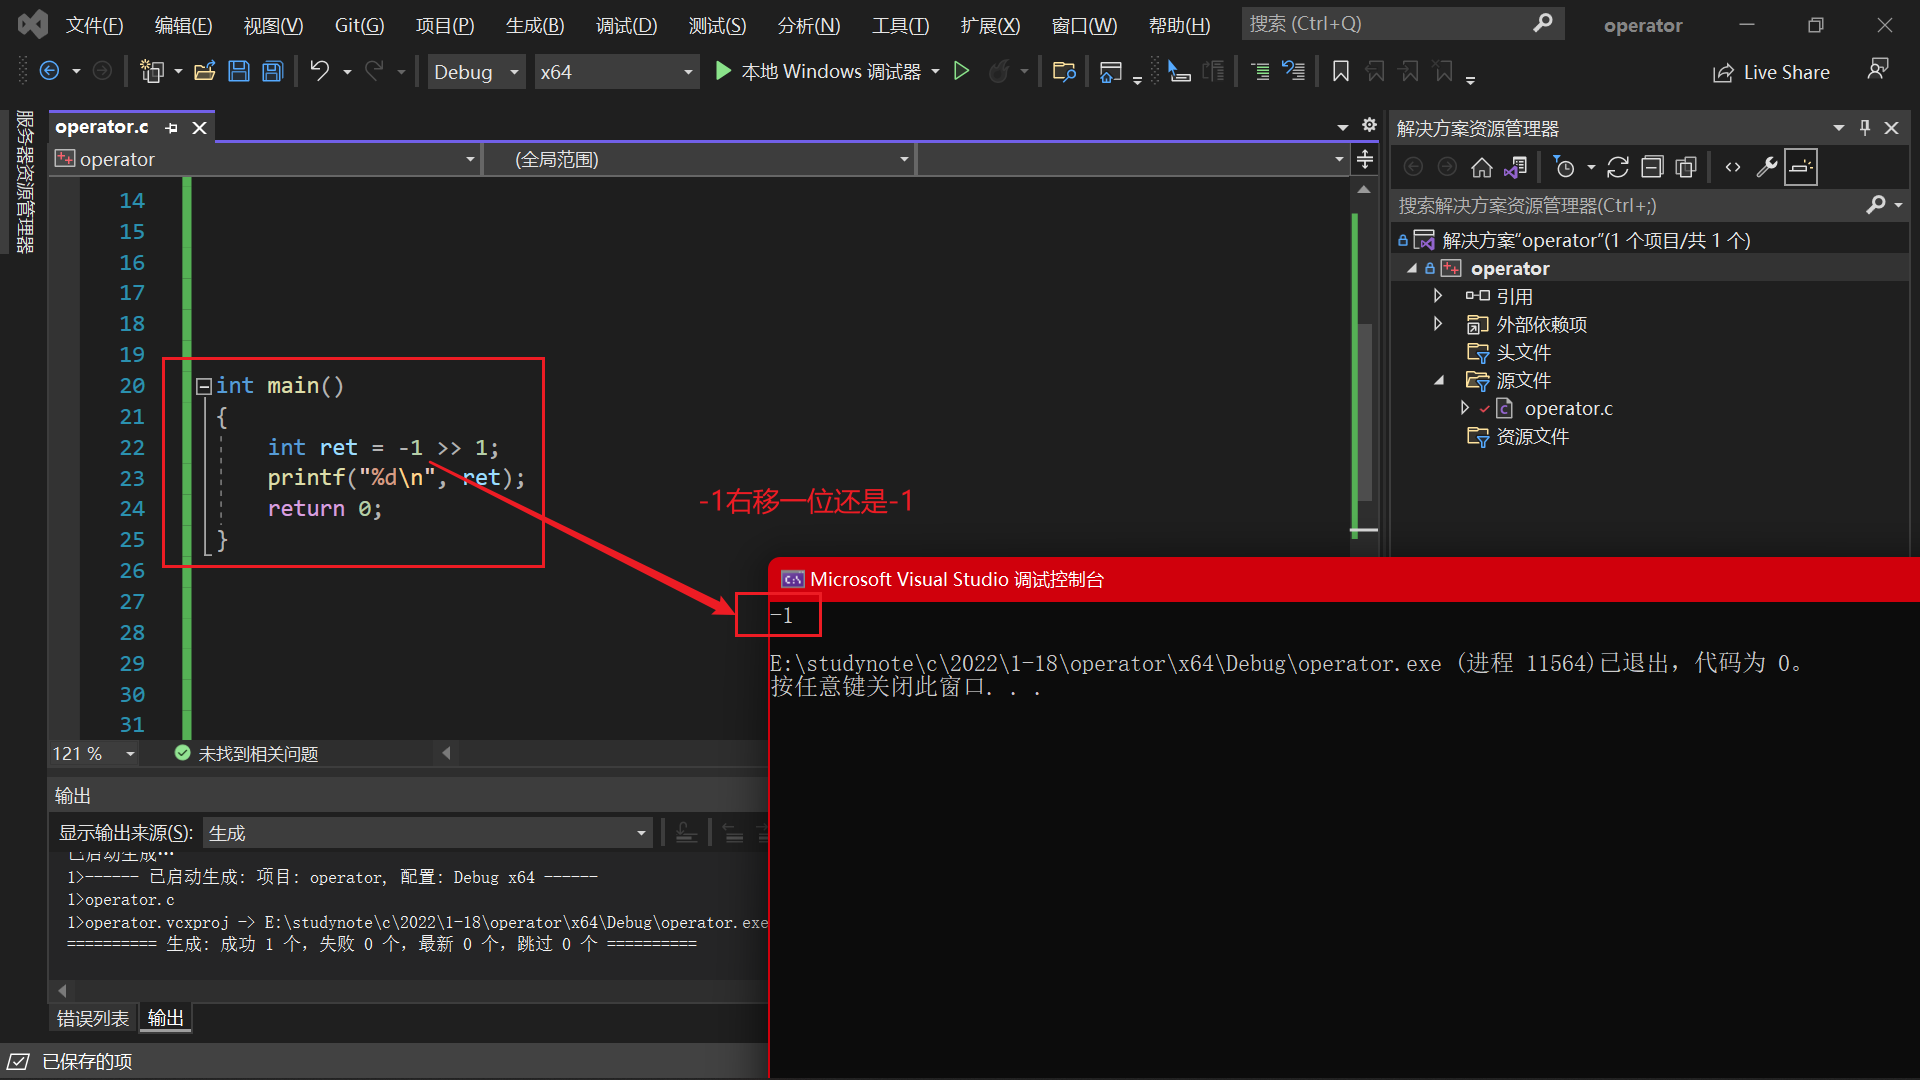 文件(F) 编辑(E) 视图(V) Git(G) 项目(P) 生成(B) 调试(D) 测试(S) 分析(N) 工具(T) 扩展(X) 窗口(W) 帮助(H) 搜索 (Ctrl+Q) operator
Debug x64 本地 Windows 调试器 Live Share
服务器资源管理器
operator.c
operator (全局范围)
14
15
16
17
18
19
20 int main()
21 {
22 int ret = -1 >> 1;
23 printf("%d\n", ret);
24 return 0;
25 }
26
27
28
29
30
31
-1右移一位还是-1
121 % 未找到相关问题
输出
显示输出来源(S): 生成
已启动生成…
1>------ 已启动生成: 项目: operator, 配置: Debug x64 ------
1>operator.c
1>operator.vcxproj -> E:\studynote\c\2022\1-18\operator\x64\Debug\operator.exe
========== 生成: 成功 1 个，失败 0 个，最新 0 个，跳过 0 个 ==========
错误列表 输出
已保存的项
解决方案资源管理器
搜索解决方案资源管理器(Ctrl+;)
解决方案“operator”(1 个项目/共 1 个)
operator
引用
外部依赖项
头文件
源文件
operator.c
资源文件
Microsoft Visual Studio 调试控制台
-1
E:\studynote\c\2022\1-18\operator\x64\Debug\operator.exe (进程 11564)已退出，代码为 0。
按任意键关闭此窗口. . .